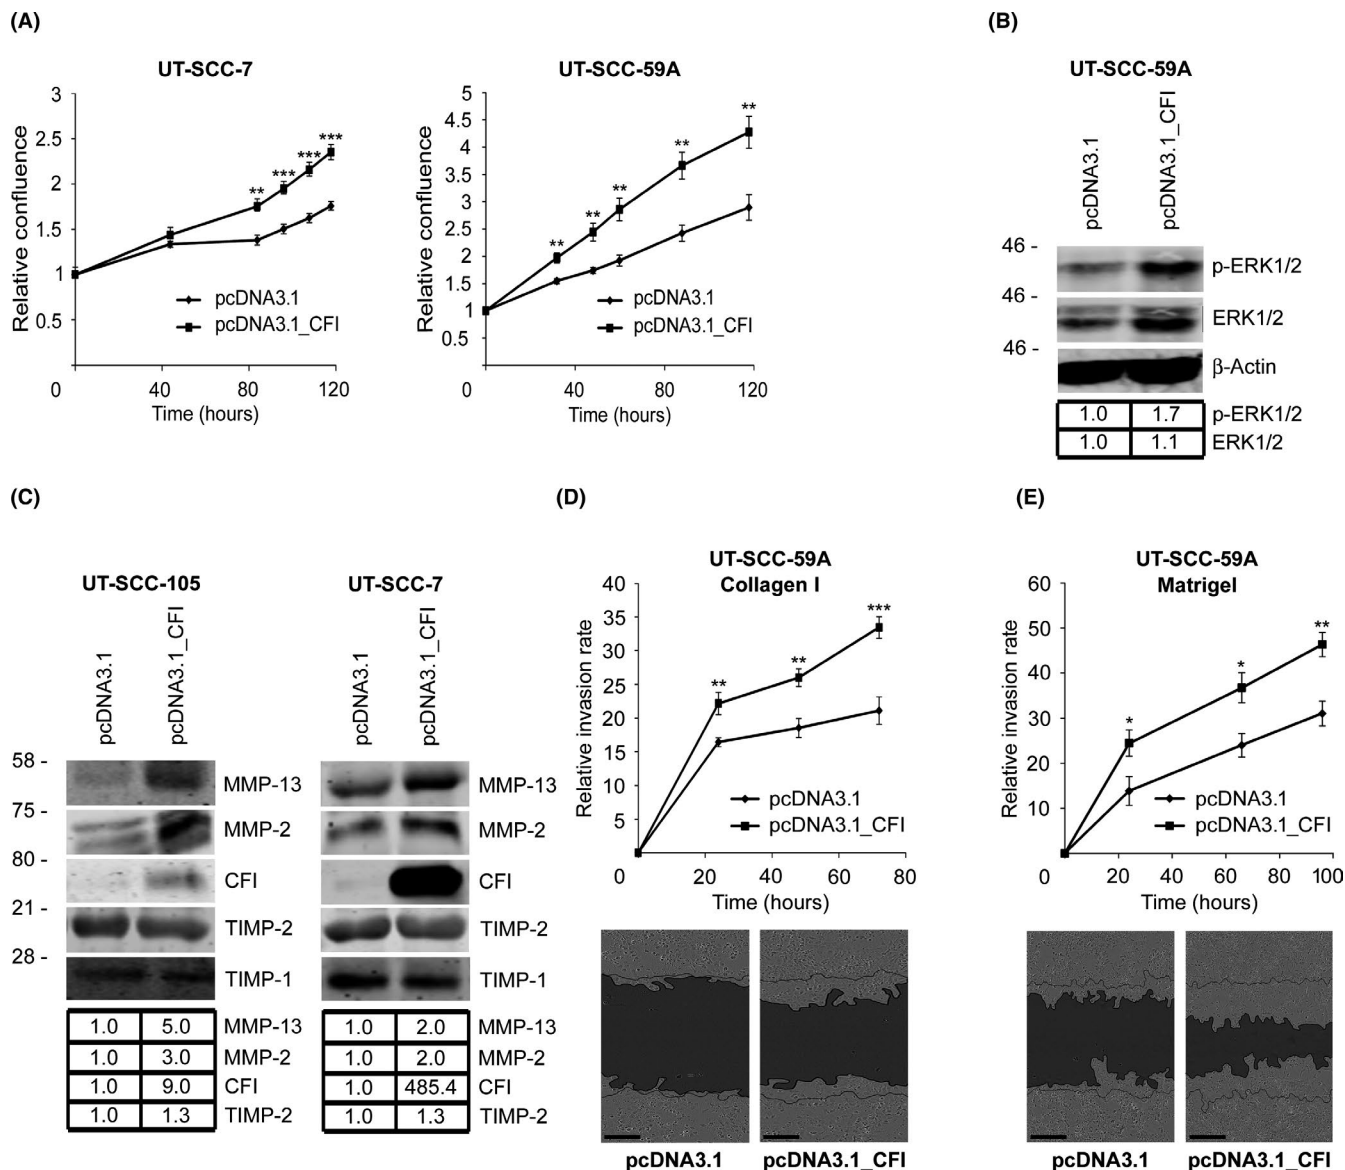 (A)
UT-SCC-7
Relative confluence
3
2.5
2
1.5
1
0.5
0
40
80
120
Time (hours)
** *** *** ***
pcDNA3.1
pcDNA3.1_CFI
UT-SCC-59A
Relative confluence
5
4.5
4
3.5
3
2.5
2
1.5
1
0.5
0
40
80
120
Time (hours)
** ** ** ** **
pcDNA3.1
pcDNA3.1_CFI
(B)
UT-SCC-59A
pcDNA3.1
pcDNA3.1_CFI
46 -
p-ERK1/2
46 -
ERK1/2
46 -
β-Actin
1.0 1.7 p-ERK1/2
1.0 1.1 ERK1/2
(C)
UT-SCC-105
pcDNA3.1
pcDNA3.1_CFI
58 -
MMP-13
75 -
MMP-2
80 -
CFI
21 -
TIMP-2
28 -
TIMP-1
1.0 5.0 MMP-13
1.0 3.0 MMP-2
1.0 9.0 CFI
1.0 1.3 TIMP-2
UT-SCC-7
pcDNA3.1
pcDNA3.1_CFI
MMP-13
MMP-2
CFI
TIMP-2
TIMP-1
1.0 2.0 MMP-13
1.0 2.0 MMP-2
1.0 485.4 CFI
1.0 1.3 TIMP-2
(D)
UT-SCC-59A
Collagen I
Relative invasion rate
40
35
30
25
20
15
10
5
0
20
40
60
80
Time (hours)
** ** ***
pcDNA3.1
pcDNA3.1_CFI
pcDNA3.1
pcDNA3.1_CFI
(E)
UT-SCC-59A
Matrigel
Relative invasion rate
60
50
40
30
20
10
0
20
40
60
80
100
Time (hours)
* * **
pcDNA3.1
pcDNA3.1_CFI
pcDNA3.1
pcDNA3.1_CFI